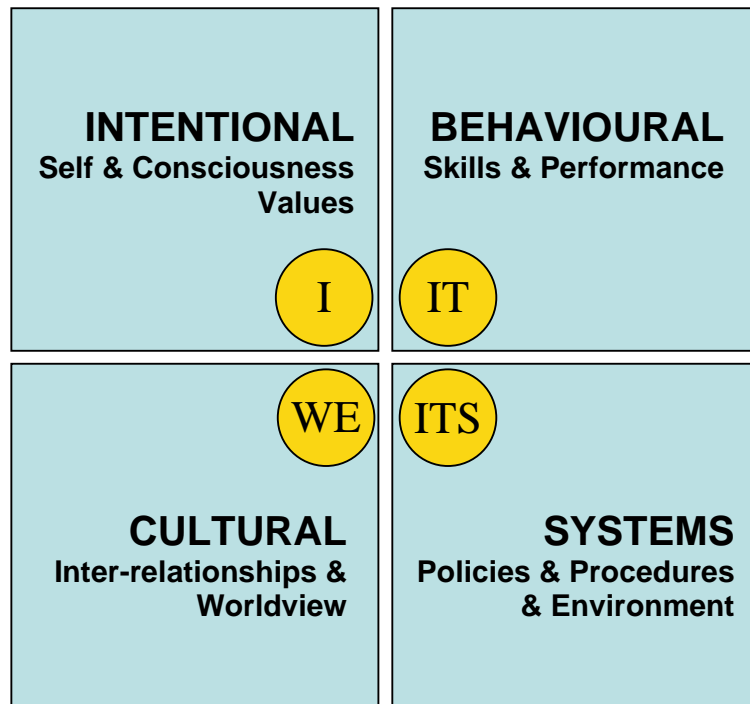 INTENTIONAL
Self & Consciousness
Values
I
BEHAVIOURAL
Skills & Performance
IT
WE
CULTURAL
Inter-relationships &
Worldview
ITS
SYSTEMS
Policies & Procedures
& Environment